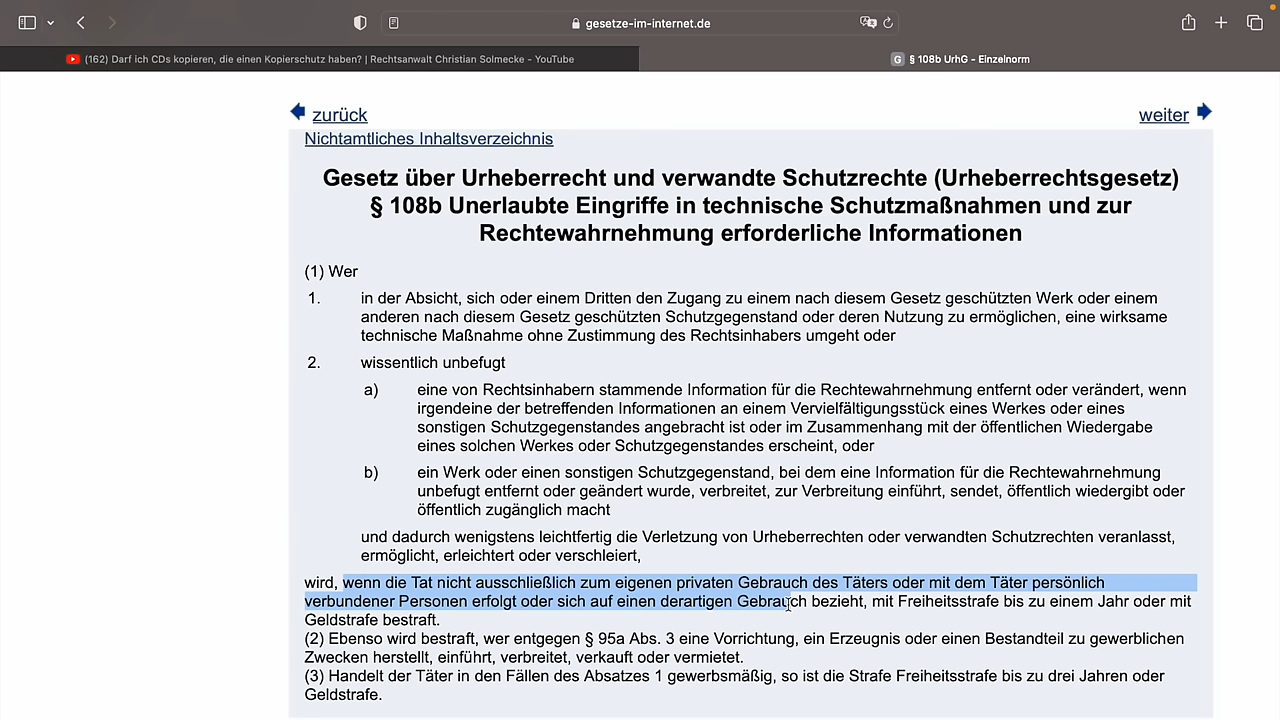 gesetze-im-internet.de
(162) Darf ich CDs kopieren, die einen Kopierschutz haben? | Rechtsanwalt Christian Solmecke - YouTube
G § 108b UrhG - Einzelnorm
zurück
weiter
Nichtamtliches Inhaltsverzeichnis
Gesetz über Urheberrecht und verwandte Schutzrechte (Urheberrechtsgesetz)
§ 108b Unerlaubte Eingriffe in technische Schutzmaßnahmen und zur
Rechtewahrnehmung erforderliche Informationen
(1) Wer
1. in der Absicht, sich oder einem Dritten den Zugang zu einem nach diesem Gesetz geschützten Werk oder einem
anderen nach diesem Gesetz geschützten Schutzgegenstand oder deren Nutzung zu ermöglichen, eine wirksame
technische Maßnahme ohne Zustimmung des Rechtsinhabers umgeht oder
2. wissentlich unbefugt
a) eine von Rechtsinhabern stammende Information für die Rechtewahrnehmung entfernt oder verändert, wenn
irgendeine der betreffenden Informationen an einem Vervielfältigungsstück eines Werkes oder eines
sonstigen Schutzgegenstandes angebracht ist oder im Zusammenhang mit der öffentlichen Wiedergabe
eines solchen Werkes oder Schutzgegenstandes erscheint, oder
b) ein Werk oder einen sonstigen Schutzgegenstand, bei dem eine Information für die Rechtewahrnehmung
unbefugt entfernt oder geändert wurde, verbreitet, zur Verbreitung einführt, sendet, öffentlich wiedergibt oder
öffentlich zugänglich macht
und dadurch wenigstens leichtfertig die Verletzung von Urheberrechten oder verwandten Schutzrechten veranlasst,
ermöglicht, erleichtert oder verschleiert,
wird, wenn die Tat nicht ausschließlich zum eigenen privaten Gebrauch des Täters oder mit dem Täter persönlich
verbundener Personen erfolgt oder sich auf einen derartigen Gebrauch bezieht, mit Freiheitsstrafe bis zu einem Jahr oder mit
Geldstrafe bestraft.
(2) Ebenso wird bestraft, wer entgegen § 95a Abs. 3 eine Vorrichtung, ein Erzeugnis oder einen Bestandteil zu gewerblichen
Zwecken herstellt, einführt, verbreitet, verkauft oder vermietet.
(3) Handelt der Täter in den Fällen des Absatzes 1 gewerbsmäßig, so ist die Strafe Freiheitsstrafe bis zu drei Jahren oder
Geldstrafe.